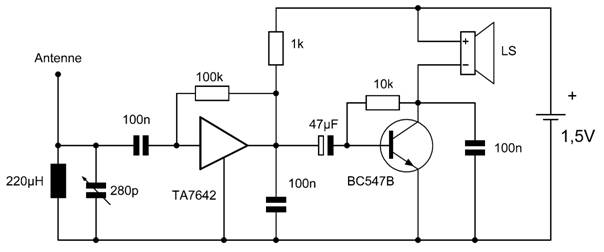 Antenne
1k
LS
100k
10k
+
-
+
100n
47µF
1,5V
220µH
280p
TA7642
100n
BC547B
100n